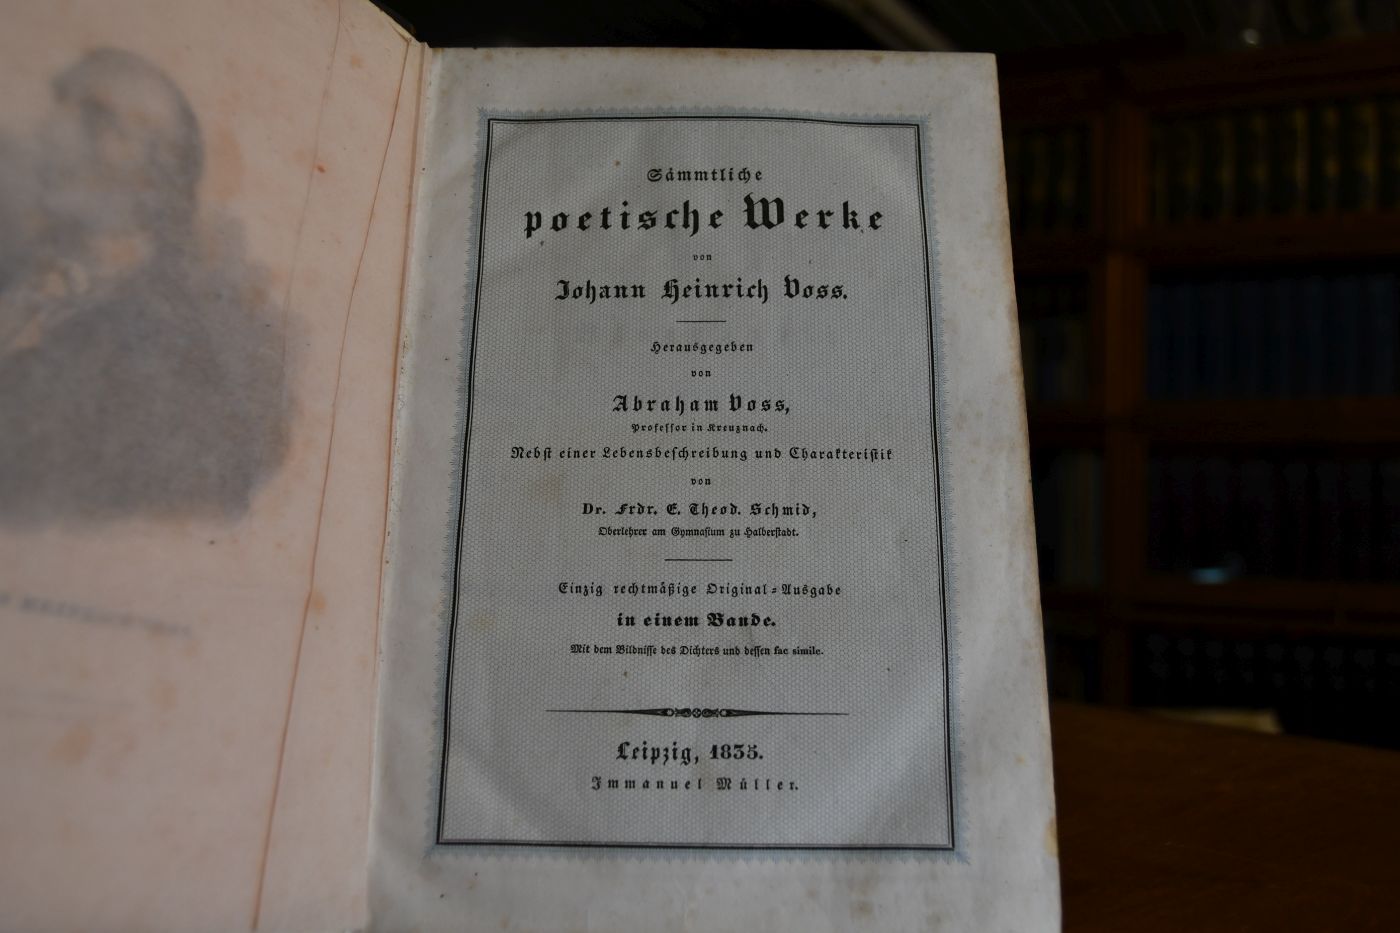 Sämmtliche
poetische Werke
von
Johann Heinrich Voss.
Herausgegeben
von
Abraham Voss,
Professor in Kreuznach.
Nebst einer Lebensbeschreibung und Charakteristik
von
Dr. Frdr. E. Theod. Schmid,
Oberlehrer am Gymnasium zu Halberstadt.
Einzig rechtmäßige Original-Ausgabe
in einem Bande.
Mit dem Bildnisse des Dichters und dessen fac simile.
Leipzig, 1835.
Immanuel Müller.